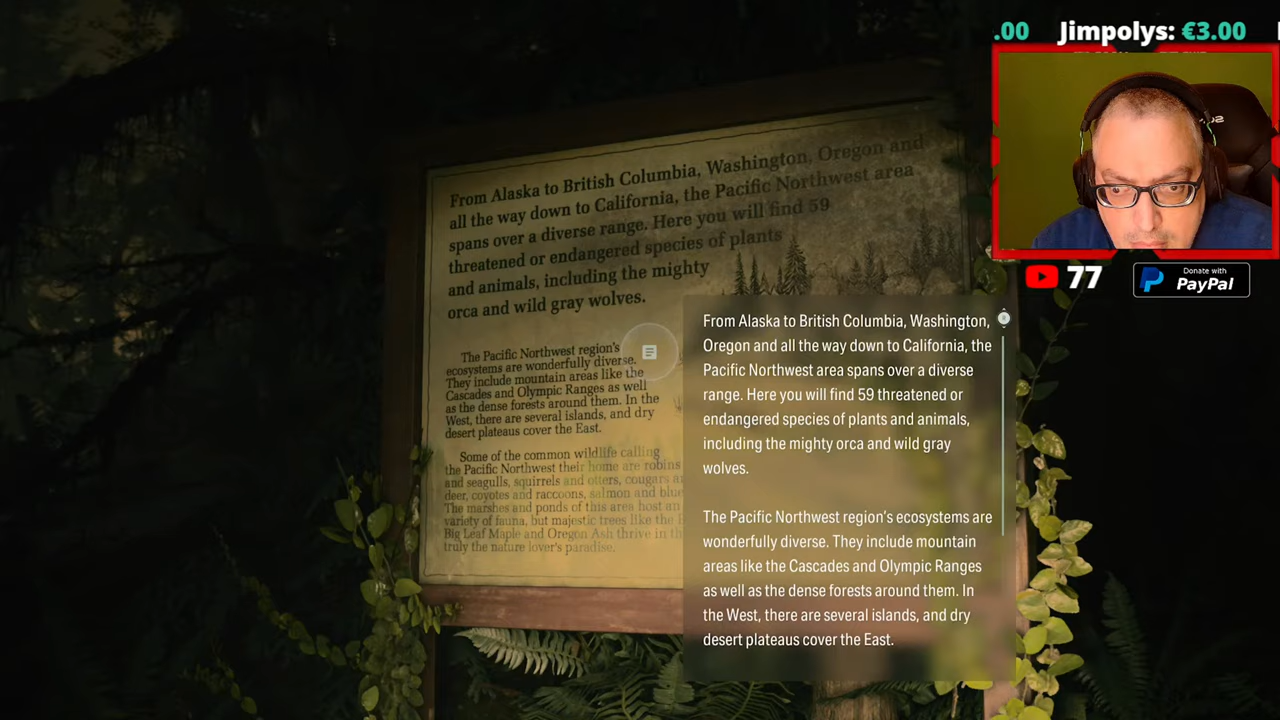 .00 Jimpolys: €3.00
77
Donate with
PayPal
From Alaska to British Columbia, Washington, Oregon and
all the way down to California, the Pacific Northwest area
spans over a diverse range. Here you will find 59
threatened or endangered species of plants
and animals, including the mighty
orca and wild gray wolves.
The Pacific Northwest region's
ecosystems are wonderfully diverse.
They include mountain areas like the
Cascades and Olympic Ranges as well
as the dense forests around them. In the
West, there are several islands, and dry
desert plateaus cover the East.
Some of the common wildlife calling
the Pacific Northwest their home are robins
and seagulls, squirrels and otters, cougars
deer, coyotes and raccoons, salmon and blue
The marshes and ponds of this area host an
variety of fauna, but majestic trees like the
Big Leaf Maple and Oregon Ash thrive in
truly the nature lover's paradise.
From Alaska to British Columbia, Washington,
Oregon and all the way down to California, the
Pacific Northwest area spans over a diverse
range. Here you will find 59 threatened or
endangered species of plants and animals,
including the mighty orca and wild gray
wolves.
The Pacific Northwest region's ecosystems are
wonderfully diverse. They include mountain
areas like the Cascades and Olympic Ranges
as well as the dense forests around them. In
the West, there are several islands, and dry
desert plateaus cover the East.